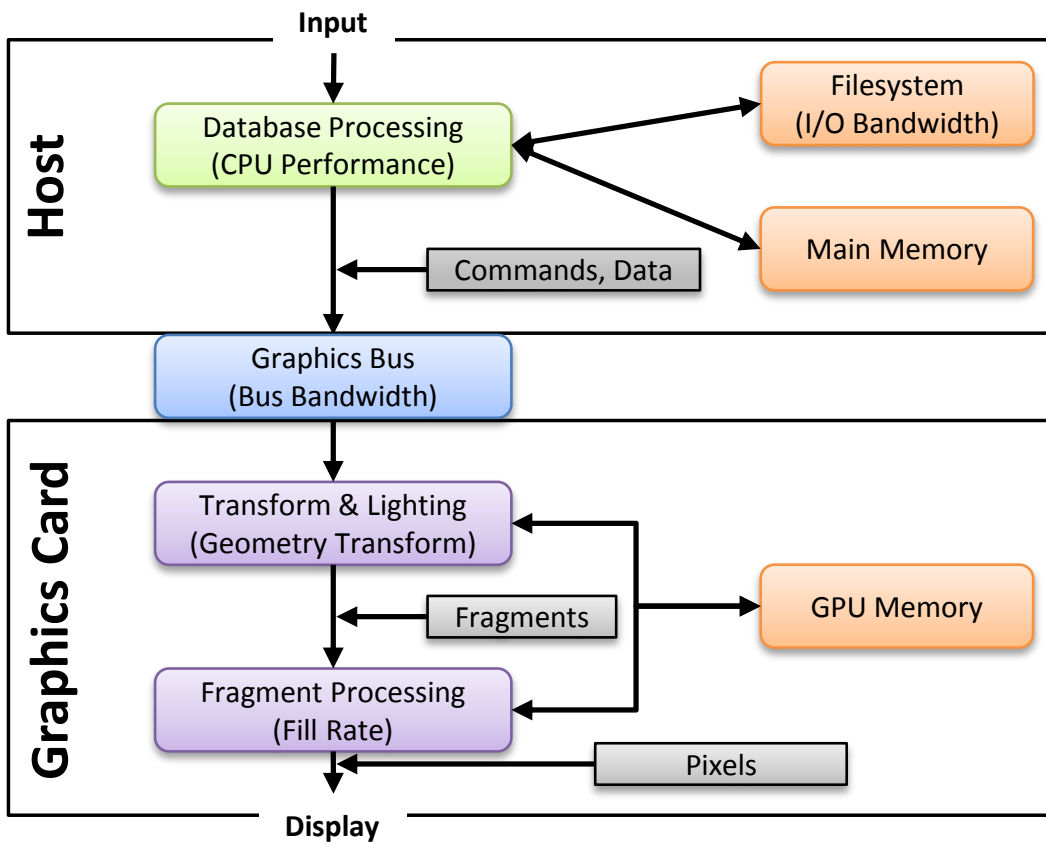 Input
Host
Database Processing
(CPU Performance)
Filesystem
(I/O Bandwidth)
Main Memory
Commands, Data
Graphics Bus
(Bus Bandwidth)
Graphics Card
Transform & Lighting
(Geometry Transform)
Fragments
GPU Memory
Fragment Processing
(Fill Rate)
Pixels
Display